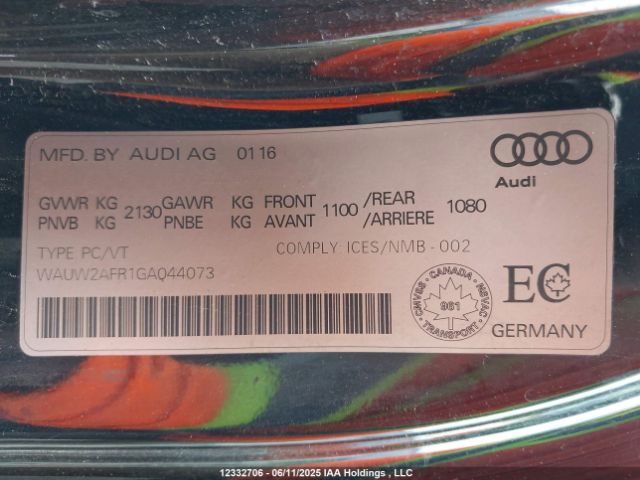 MFD. BY AUDI AG 01 16
Audi
GVWR KG 2130 GAWR KG FRONT 1100 /REAR 1080
PNVB KG PNBE KG AVANT /ARRIERE
TYPE PC/VT COMPLY: ICES/NMB - 002
WAUW2AFR1GA044073
CMVSS - CANADA - NSVAC
961
TRANSPORT
EC
GERMANY
12332706 - 06/11/2025 IAA Holdings , LLC